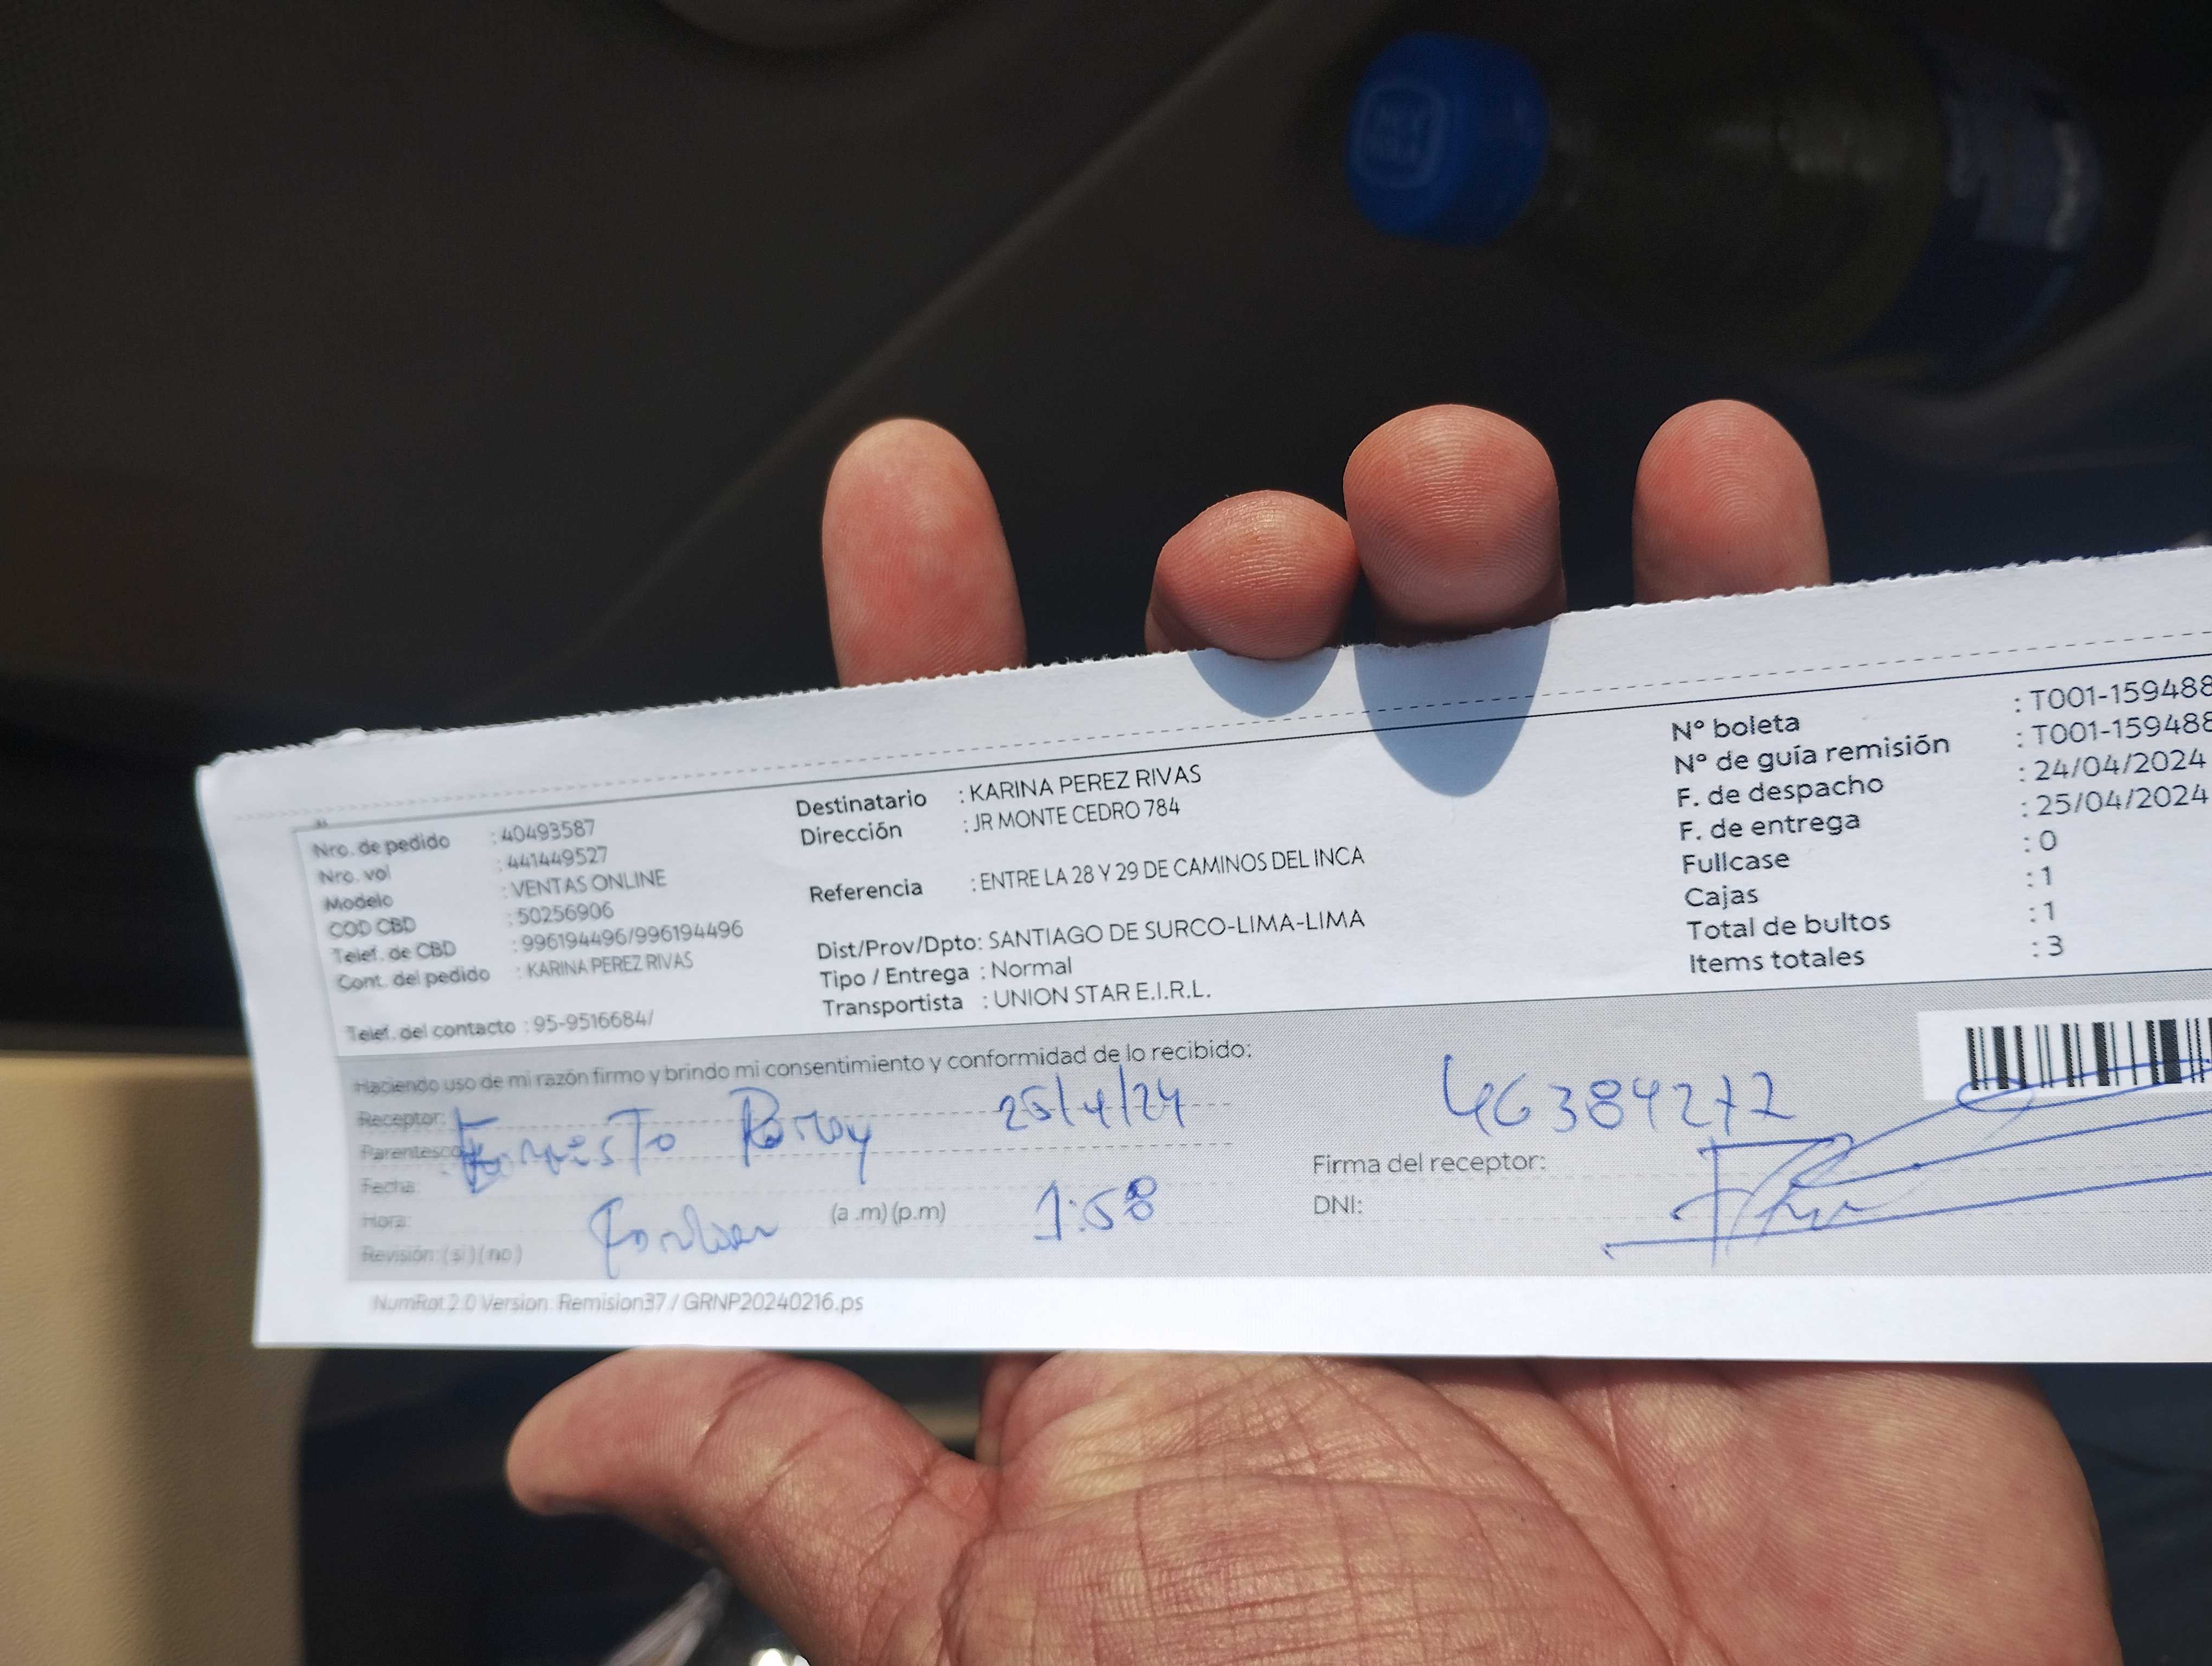 Nro. de pedido : 40493587
Nro. vol : 441449527
Modelo : VENTAS ONLINE
COD CBD : 50256906
Telef. de CBD : 996194496/996194496
Cont. del pedido : KARINA PEREZ RIVAS
Telef. del contacto : 95-9516684/
Destinatario : KARINA PEREZ RIVAS
Dirección : JR MONTE CEDRO 784
Referencia : ENTRE LA 28 Y 29 DE CAMINOS DEL INCA
Dist/Prov/Dpto: SANTIAGO DE SURCO-LIMA-LIMA
Tipo / Entrega : Normal
Transportista : UNION STAR E.I.R.L.
Nº boleta : T001-159488
Nº de guía remisión : T001-159488
F. de despacho : 24/04/2024
F. de entrega : 25/04/2024
Fullcase : 0
Cajas : 1
Total de bultos : 1
Items totales : 3
Haciendo uso de mi razón firmo y brindo mi consentimiento y conformidad de lo recibido:
Receptor: Ernesto 25/4/24
Parentesco
Fecha:
Hora: (a .m) (p.m) 1:58
Revisión: (si) (no)
46384272
Firma del receptor:
DNI:
NumRot.2.0 Version. Remision37 / GRNP20240216.ps